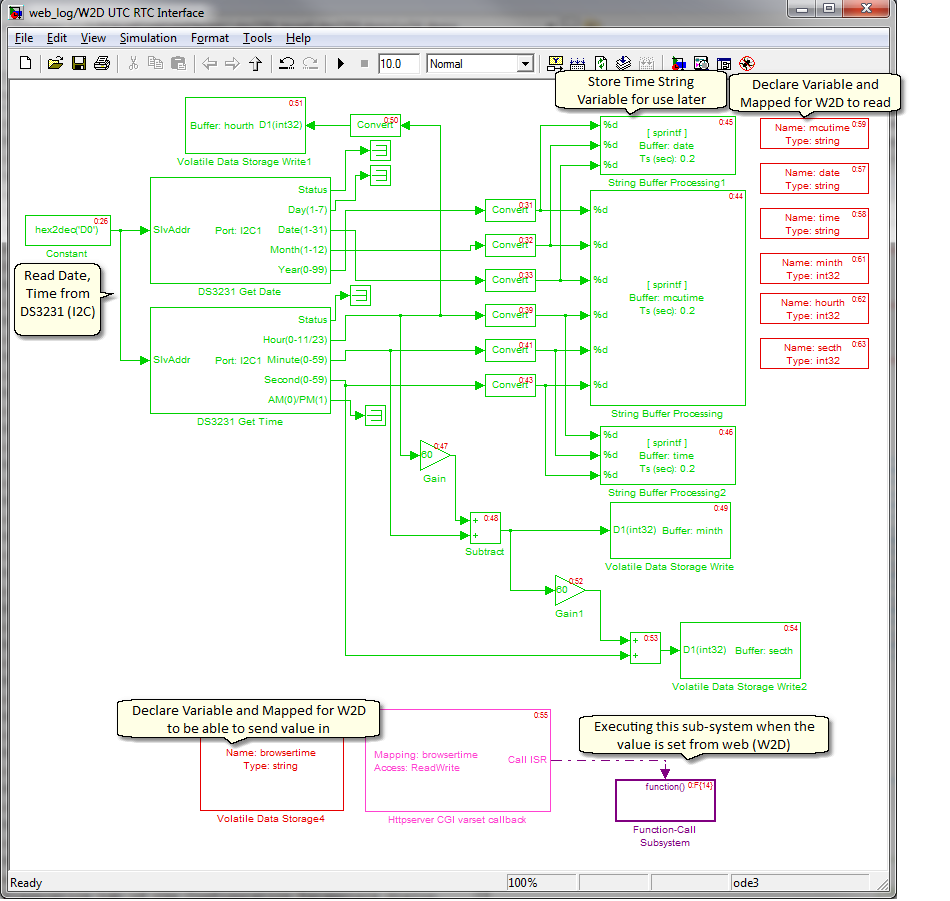 web_log/W2D UTC RTC Interface
File Edit View Simulation Format Tools Help
10.0 Normal
Store Time String
Variable for use later
Declare Variable and
Mapped for W2D to read
0:51
Buffer: hourth D1(int32)
Volatile Data Storage Write1
0:50
Convert
0:45
%d
%d
%d
[ sprintf ]
Buffer: date
Ts (sec): 0.2
String Buffer Processing1
0:59
Name: mcutime
Type: string
0:57
Name: date
Type: string
0:58
Name: time
Type: string
0:61
Name: minth
Type: int32
0:62
Name: hourth
Type: int32
0:63
Name: secth
Type: int32
0:26
hex2dec('D0')
Constant
Read Date,
Time from
DS3231 (I2C)
SlvAddr
Port: I2C1
Status
Day(1-7)
Date(1-31)
Month(1-12)
Year(0-99)
DS3231 Get Date
SlvAddr
Port: I2C1
Status
Hour(0-11/23)
Minute(0-59)
Second(0-59)
AM(0)/PM(1)
DS3231 Get Time
0:31
Convert
0:32
Convert
0:33
Convert
0:39
Convert
0:41
Convert
0:43
Convert
0:44
%d
%d
%d
%d
%d
%d
[ sprintf ]
Buffer: mcutime
Ts (sec): 0.2
String Buffer Processing
0:46
%d
%d
%d
[ sprintf ]
Buffer: time
Ts (sec): 0.2
String Buffer Processing2
0:47
60
Gain
0:48
+
+
Subtract
0:49
D1(int32) Buffer: minth
Volatile Data Storage Write
0:52
60
Gain1
0:53
+
+
0:54
D1(int32) Buffer: secth
Volatile Data Storage Write2
Declare Variable and Mapped for W2D
to be able to send value in
Name: browsertime
Type: string
Volatile Data Storage4
0:55
Mapping: browsertime
Access: ReadWrite
Call ISR
Httpserver CGI varset callback
Executing this sub-system when the
value is set from web (W2D)
function() 0:F{14}
Function-Call
Subsystem
Ready 100% ode3